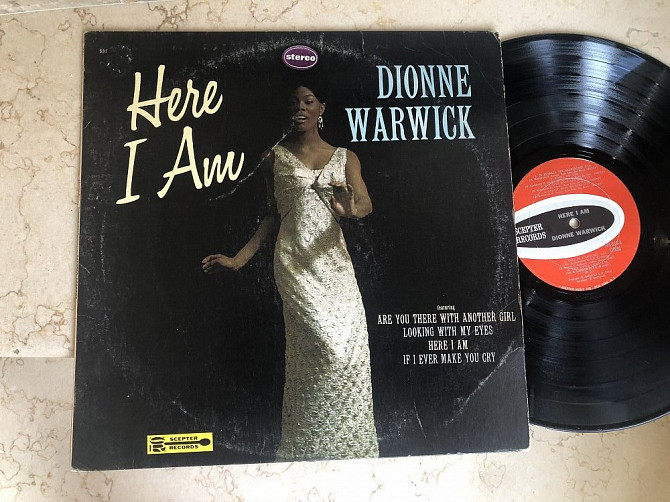 stereo
Here
I Am
DIONNE
WARWICK
featuring
ARE YOU THERE WITH ANOTHER GIRL
LOOKING WITH MY EYES
HERE I AM
IF I EVER MAKE YOU CRY
SCEPTER
RECORDS
SCEPTER
RECORDS
HERE I AM
DIONNE WARWICK